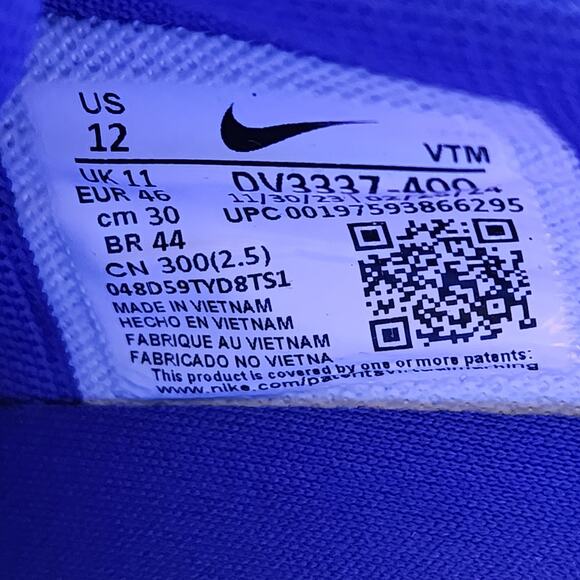 US
12
VTM
UK 11
DV3337-400
EUR 46
11/30/23
cm 30
UPC 00197593866295
BR 44
CN 300(2.5)
048D59TYD8TS1
MADE IN VIETNAM
HECHO EN VIETNAM
FABRIQUE AU VIETNAM
FABRICADO NO VIETNA
This product is covered by one or more patents:
www.nike.com/patents